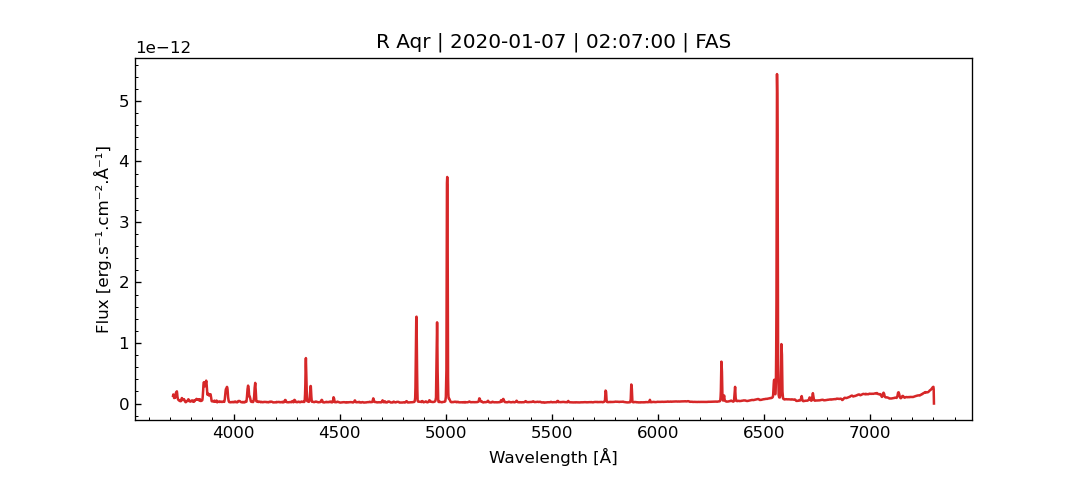 R Aqr | 2020-01-07 | 02:07:00 | FAS
1e−12
5
4
3
2
1
0
Flux [erg.s⁻¹.cm⁻².Å⁻¹]
4000 4500 5000 5500 6000 6500 7000
Wavelength [Å]